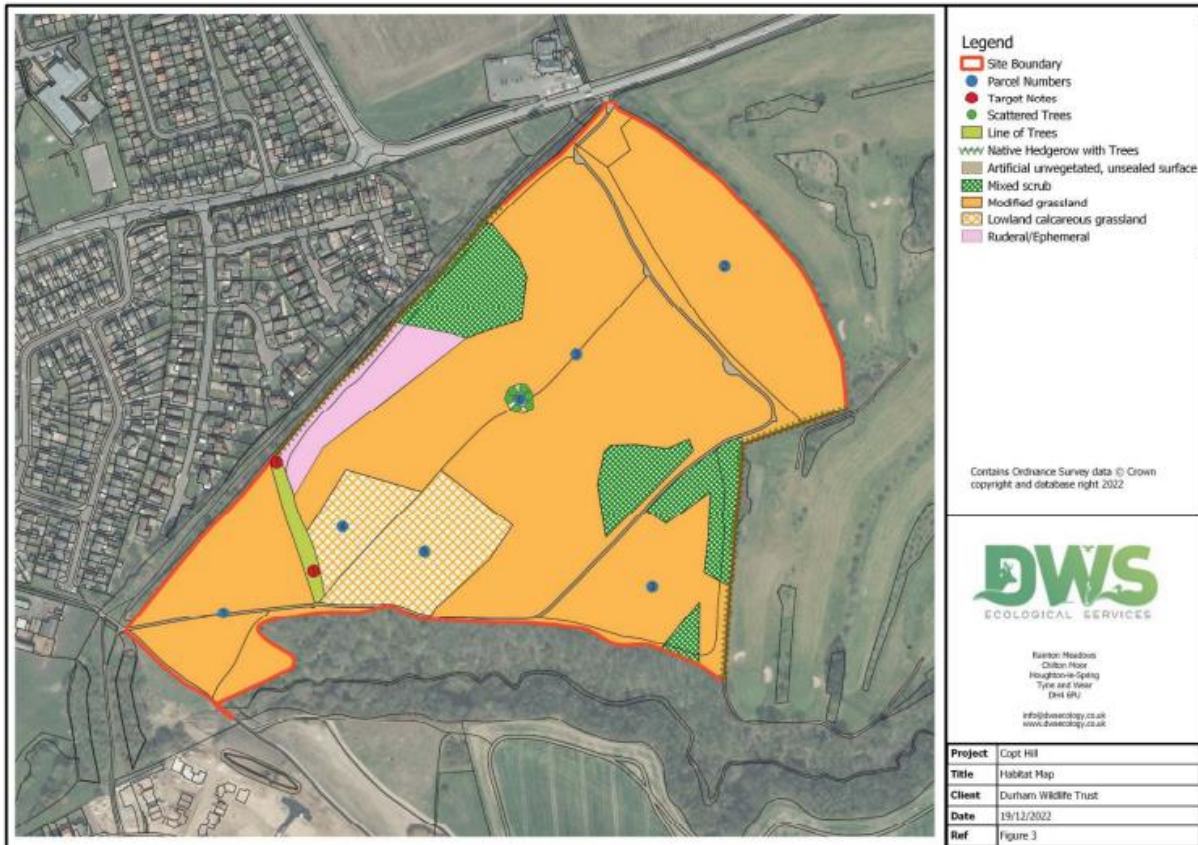 Legend
Site Boundary
Parcel Numbers
Target Notes
Scattered Trees
Line of Trees
Native Hedgerow with Trees
Artificial unvegetated, unsealed surface
Mixed scrub
Modified grassland
Lowland calcareous grassland
Ruderal/Ephemeral
Contains Ordnance Survey data © Crown
copyright and database right 2022
DWS
ECOLOGICAL SERVICES
Rainton Meadows
Chilton Moor
Houghton-le-Spring
Tyne and Wear
DH4 6PU
info@dwsecology.co.uk
www.dwsecology.co.uk
Project Copt Hill
Title Habitat Map
Client Durham Wildlife Trust
Date 19/12/2022
Ref Figure 3